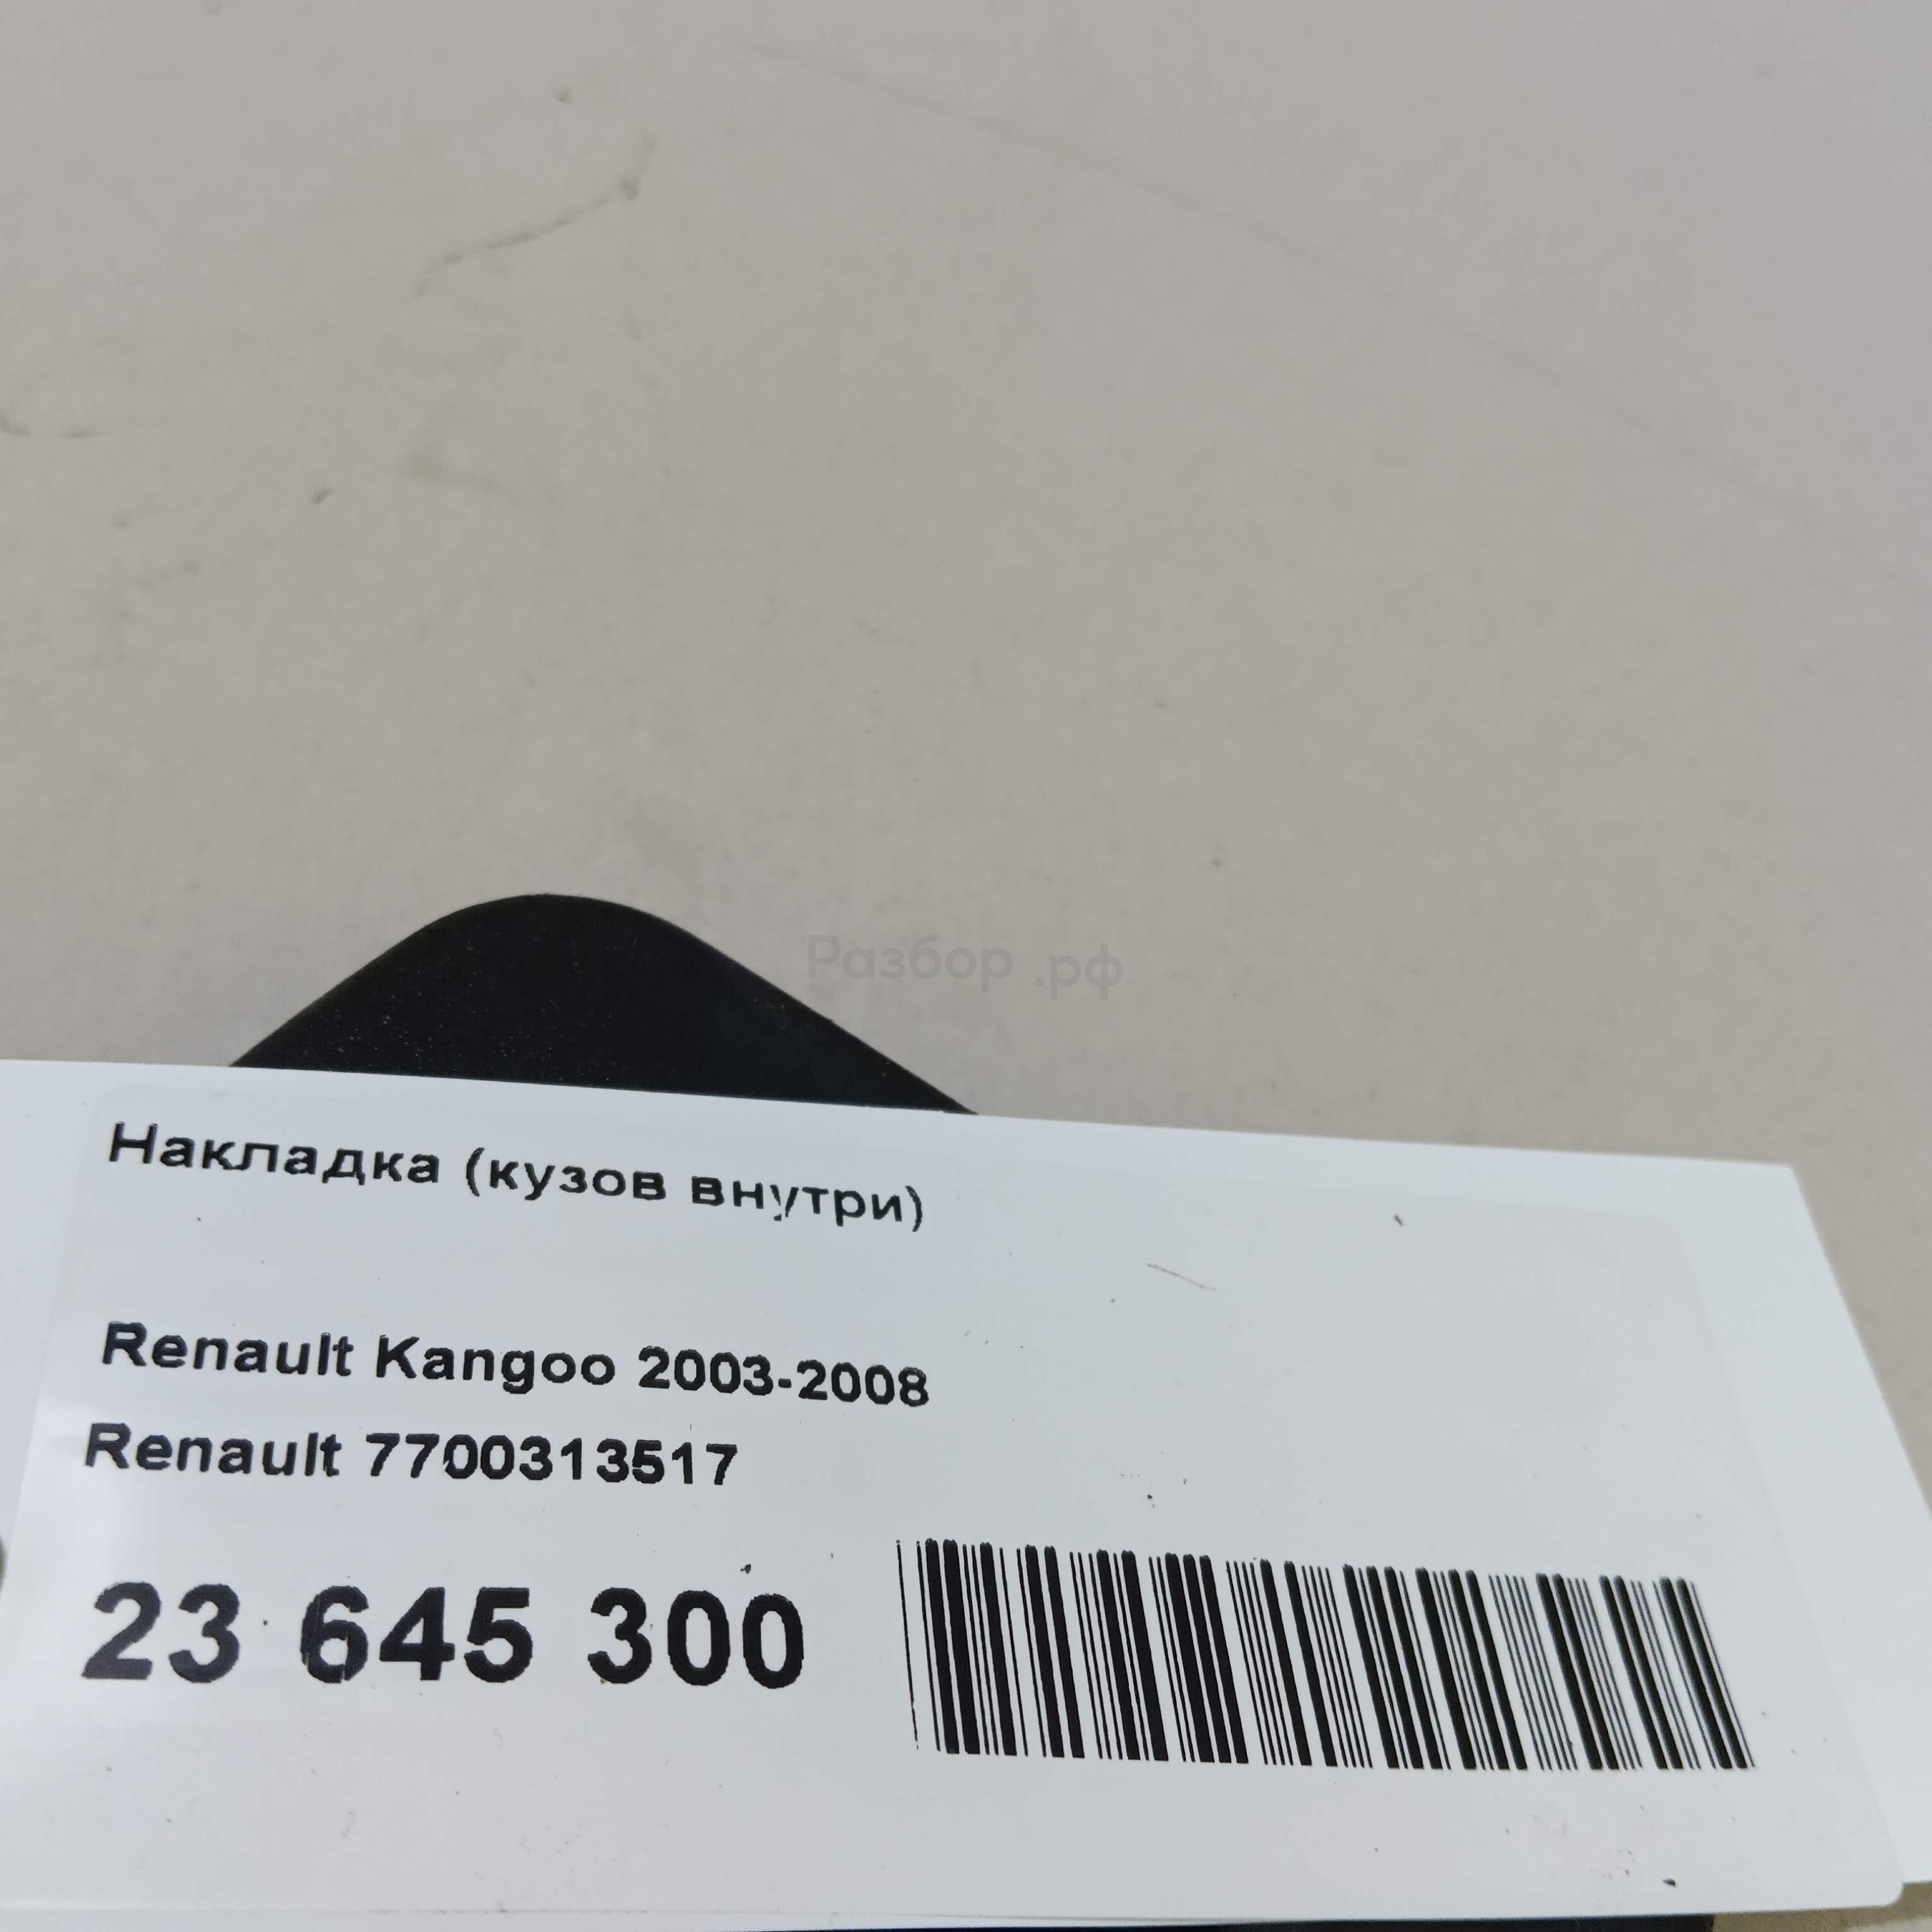 Разбор .рф
Накладка (кузов внутри)
Renault Kangoo 2003-2008
Renault 7700313517
23 645 300